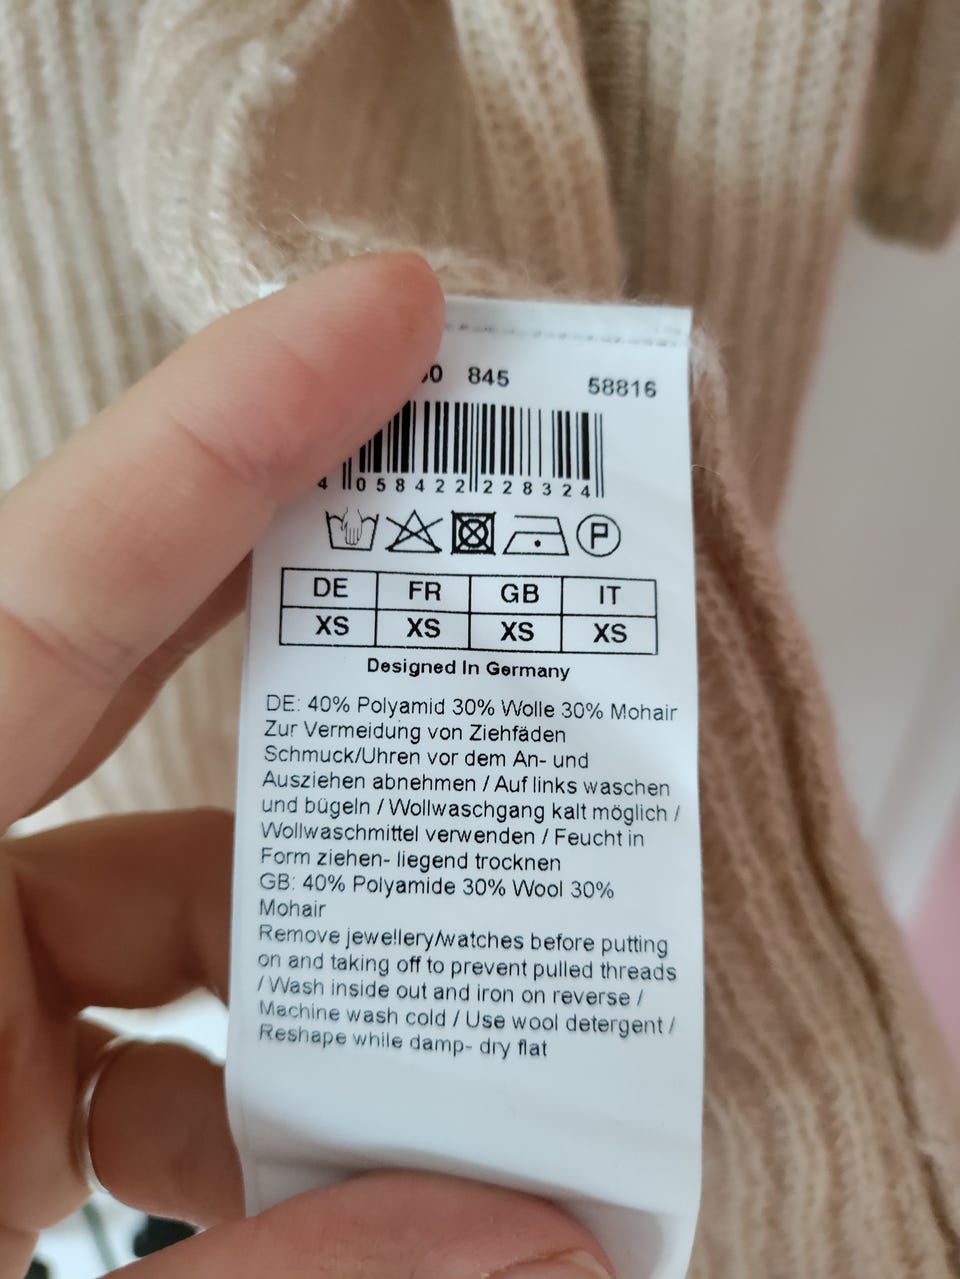 845 58816
4 058422 228324
P
DE FR GB IT
XS XS XS XS
Designed In Germany
DE: 40% Polyamid 30% Wolle 30% Mohair
Zur Vermeidung von Ziehfäden
Schmuck/Uhren vor dem An- und
Ausziehen abnehmen / Auf links waschen
und bügeln / Wollwaschgang kalt möglich /
Wollwaschmittel verwenden / Feucht in
Form ziehen- liegend trocknen
GB: 40% Polyamide 30% Wool 30%
Mohair
Remove jewellery/watches before putting
on and taking off to prevent pulled threads
/ Wash inside out and iron on reverse /
Machine wash cold / Use wool detergent /
Reshape while damp- dry flat